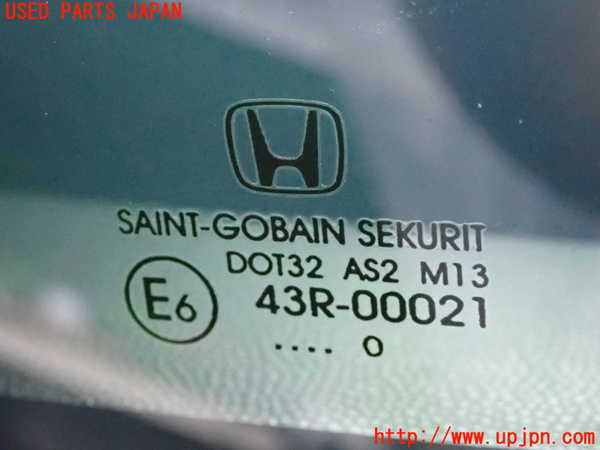 USED PARTS JAPAN
SAINT-GOBAIN SEKURIT
DOT32 AS2 M13
E6 43R-00021
.... 0
http://www.upjpn.com/